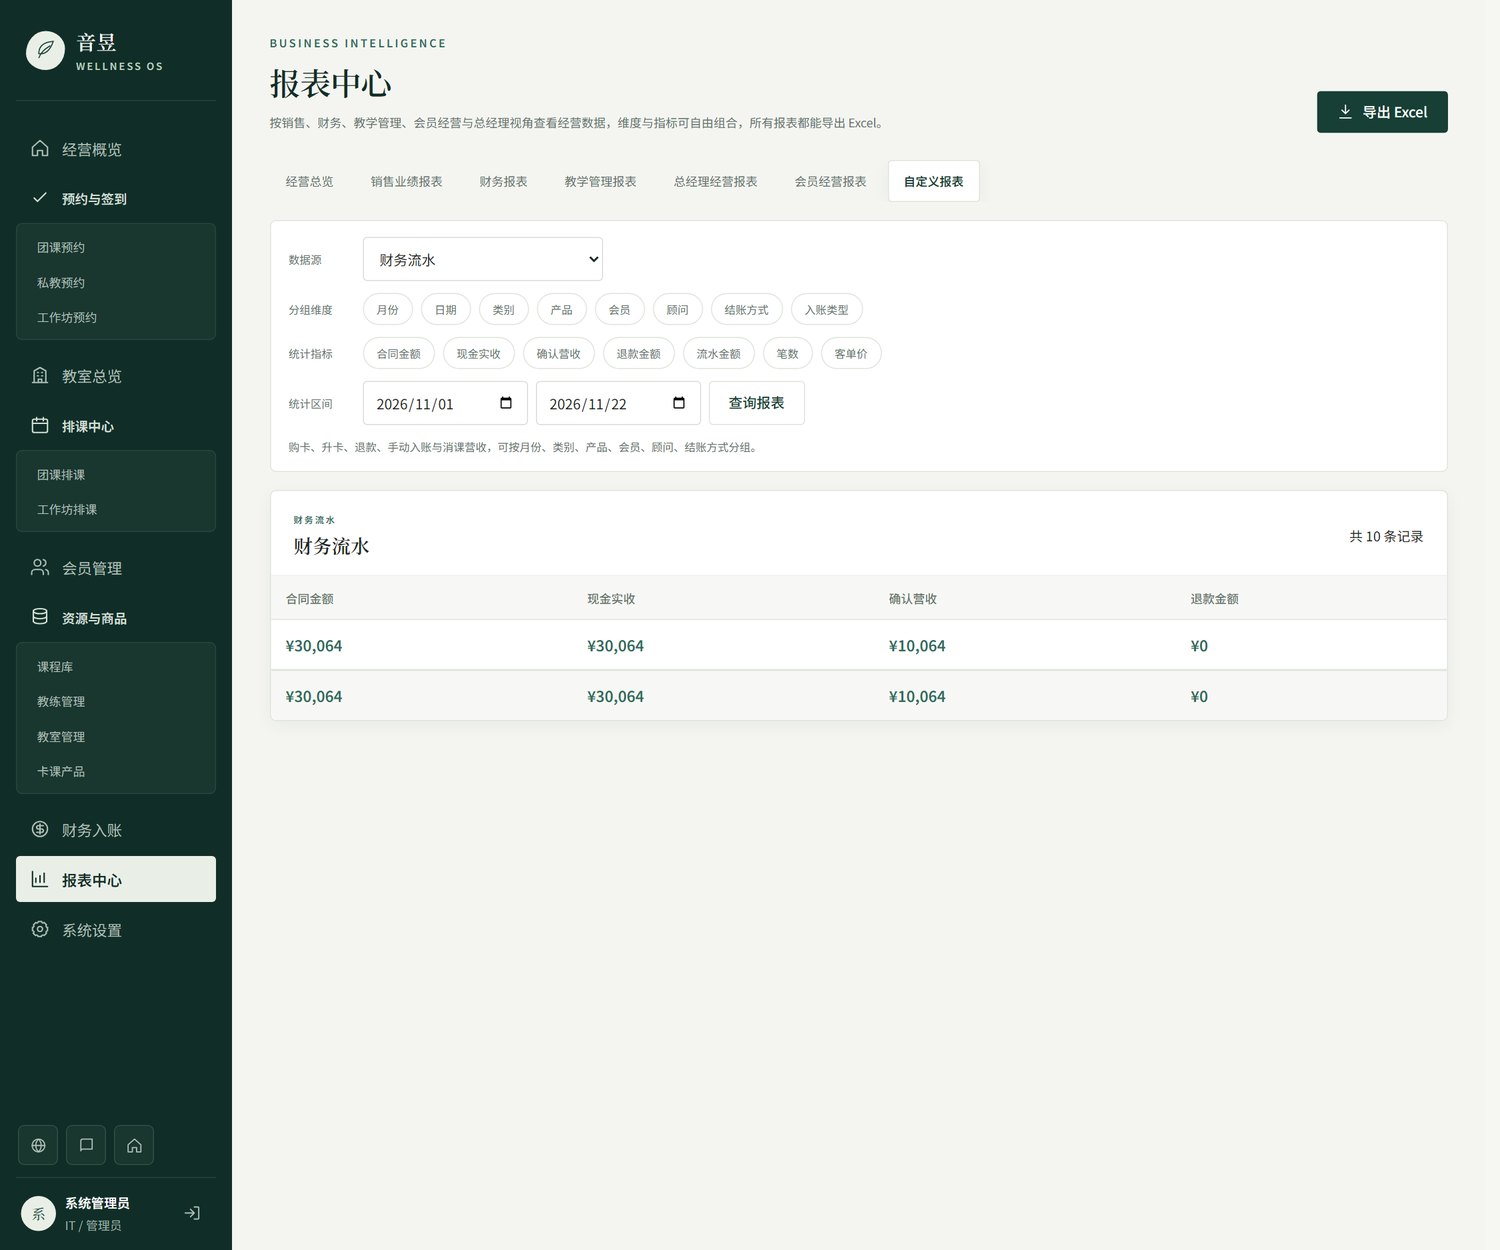 音昱
WELLNESS OS
经营概览
预约与签到
团课预约
私教预约
工作坊预约
教室总览
排课中心
团课排课
工作坊排课
会员管理
资源与商品
课程库
教练管理
教室管理
卡课产品
财务入账
报表中心
系统设置
系
系统管理员
IT / 管理员
BUSINESS INTELLIGENCE
报表中心
按销售、财务、教学管理、会员经营与总经理视角查看经营数据，维度与指标可自由组合，所有报表都能导出 Excel。
导出 Excel
经营总览 销售业绩报表 财务报表 教学管理报表 总经理经营报表 会员经营报表 自定义报表
数据源 财务流水
分组维度 月份 日期 类别 产品 会员 顾问 结账方式 入账类型
统计指标 合同金额 现金实收 确认营收 退款金额 流水金额 笔数 客单价
统计区间 2026/11/01 2026/11/22 查询报表
购卡、升卡、退款、手动入账与消课营收，可按月份、类别、产品、会员、顾问、结账方式分组。
财务流水
财务流水
共 10 条记录
合同金额 现金实收 确认营收 退款金额
¥30,064 ¥30,064 ¥10,064 ¥0
¥30,064 ¥30,064 ¥10,064 ¥0